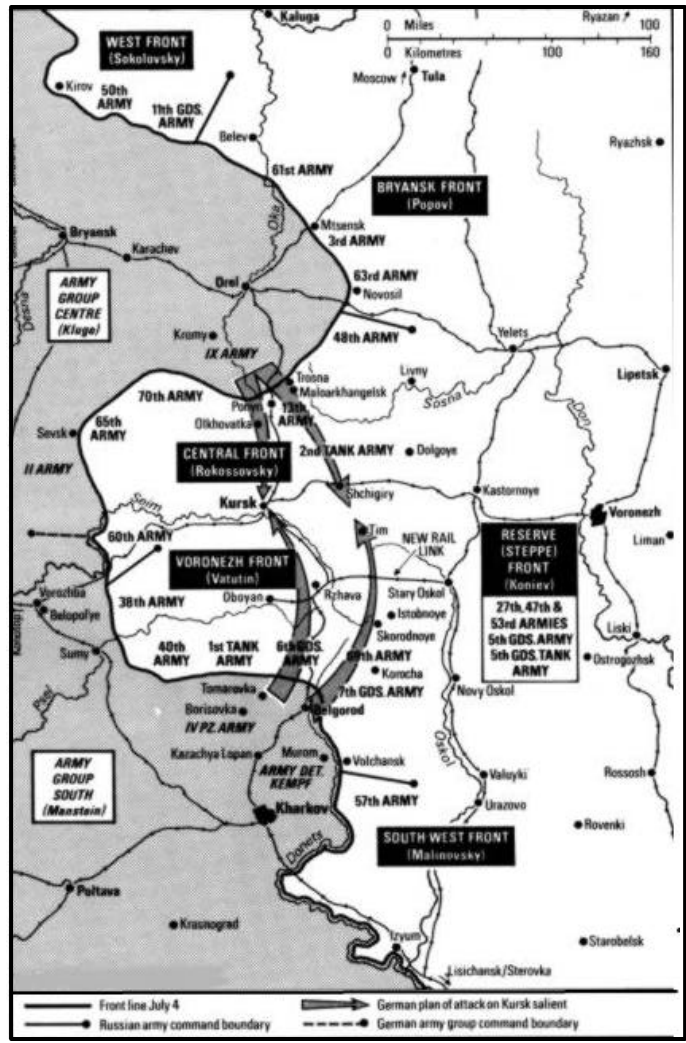 Kaluga
0 Miles 100
Ryazan
WEST FRONT
(Sokolovsky)
0 Kilometres 100 160
Moscow
Tula
Kirov
50th
ARMY
11th GDS.
ARMY
Belev
Ryazhsk
61st ARMY
BRYANSK FRONT
(Popov)
Oka
Mtsensk
3rd ARMY
Bryansk
Karachev
63rd ARMY
Orel
Novosil
ARMY
GROUP
CENTRE
(Kluge)
Desna
Kromy
IX ARMY
48th ARMY
Yelets
Lipetsk
70th ARMY
Trosna
Maloarkhangelsk
Livny
Sosna
Don
Ponyri
13th
ARMY
65th
ARMY
Olkhovatka
Sevsk
II ARMY
CENTRAL FRONT
(Rokossovsky)
2nd TANK ARMY
Dolgoye
Seim
Kursk
Shchigiry
Kastornoye
Voronezh
60th ARMY
Tim
NEW RAIL
LINK
RESERVE
(STEPPE)
FRONT
(Koniev)
Liman
VORONEZH FRONT
(Vatutin)
Vorozhba
Belopol'ye
38th ARMY
Oboyan
Rzhava
Stary Oskol
27th, 47th &
53rd ARMIES
5th GDS. ARMY
5th GDS. TANK
ARMY
Istobnoye
Skorodnoye
Liski
Sumy
40th
ARMY
1st TANK
ARMY
6th GDS.
ARMY
69th ARMY
Ostrogozhsk
Korocha
Psel
Tomarovka
7th GDS. ARMY
Novy Oskol
Borisovka
Belgorod
IV PZ. ARMY
Oskol
ARMY
GROUP
SOUTH
(Manstein)
Kazachya Lopan
Murom
Volchansk
ARMY DET.
KEMPF
Valuyki
Rossosh
57th ARMY
Urazovo
Kharkov
Rovenki
Donets
SOUTH WEST FRONT
(Malinovsky)
Poltava
Krasnograd
Izyum
Starobelsk
Lisichansk/Sterovka
Front line July 4
German plan of attack on Kursk salient
Russian army command boundary
German army group command boundary